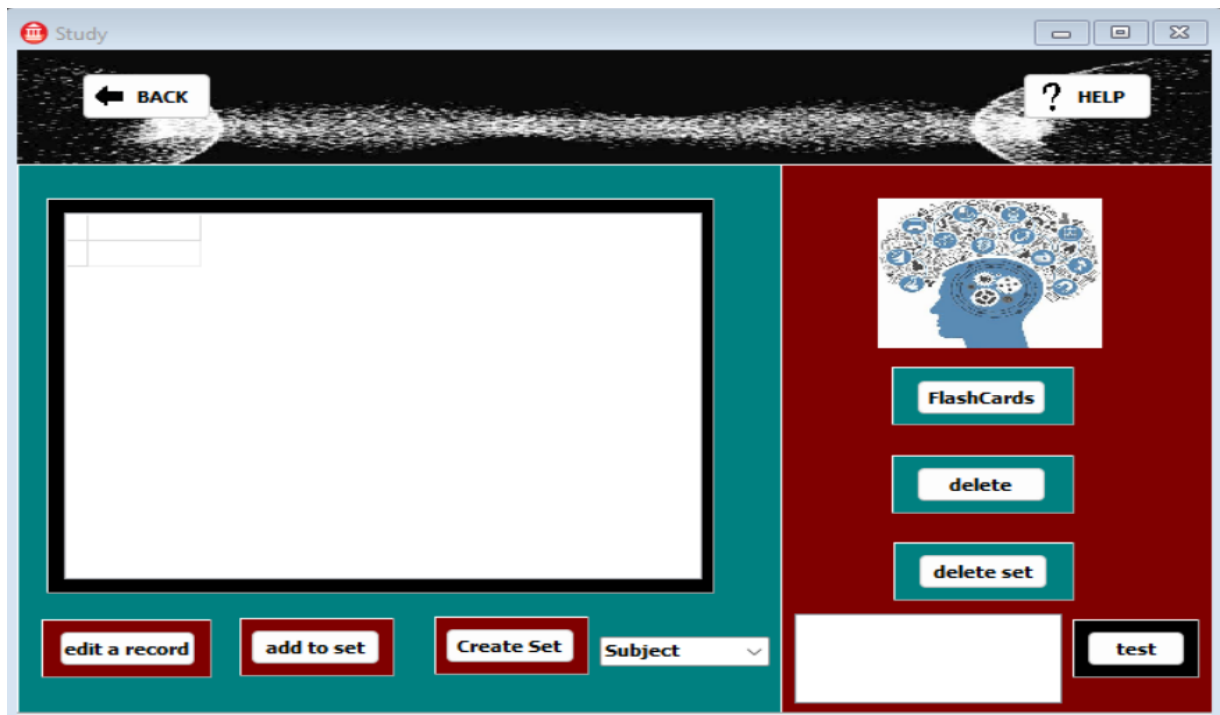 Study
BACK
HELP
FlashCards
delete
delete set
edit a record
add to set
Create Set
Subject
test